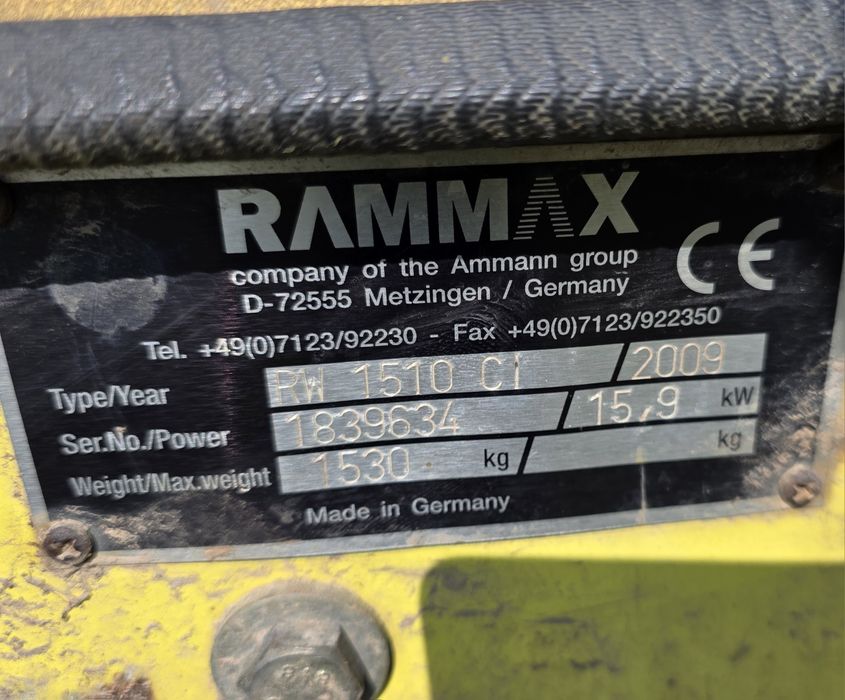 RAMMAX
company of the Ammann group
D-72555 Metzingen / Germany
CE
Tel. +49(0)7123/92230 - Fax +49(0)7123/922350
Type/Year RW 1510 CI / 2009
Ser.No./Power 1839634 / 15,9 kW
Weight/Max.weight 1530 kg / kg
Made in Germany
8.8